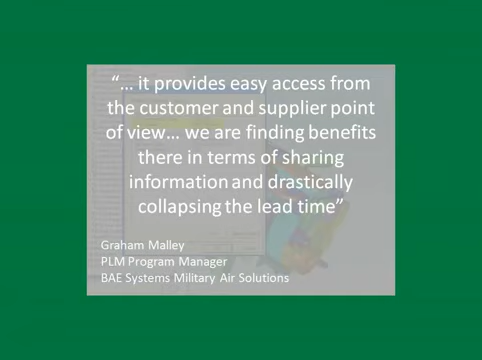 “... it provides easy access from
the customer and supplier point
of view... we are finding benefits
there in terms of sharing
information and drastically
collapsing the lead time”
Graham Malley
PLM Program Manager
BAE Systems Military Air Solutions